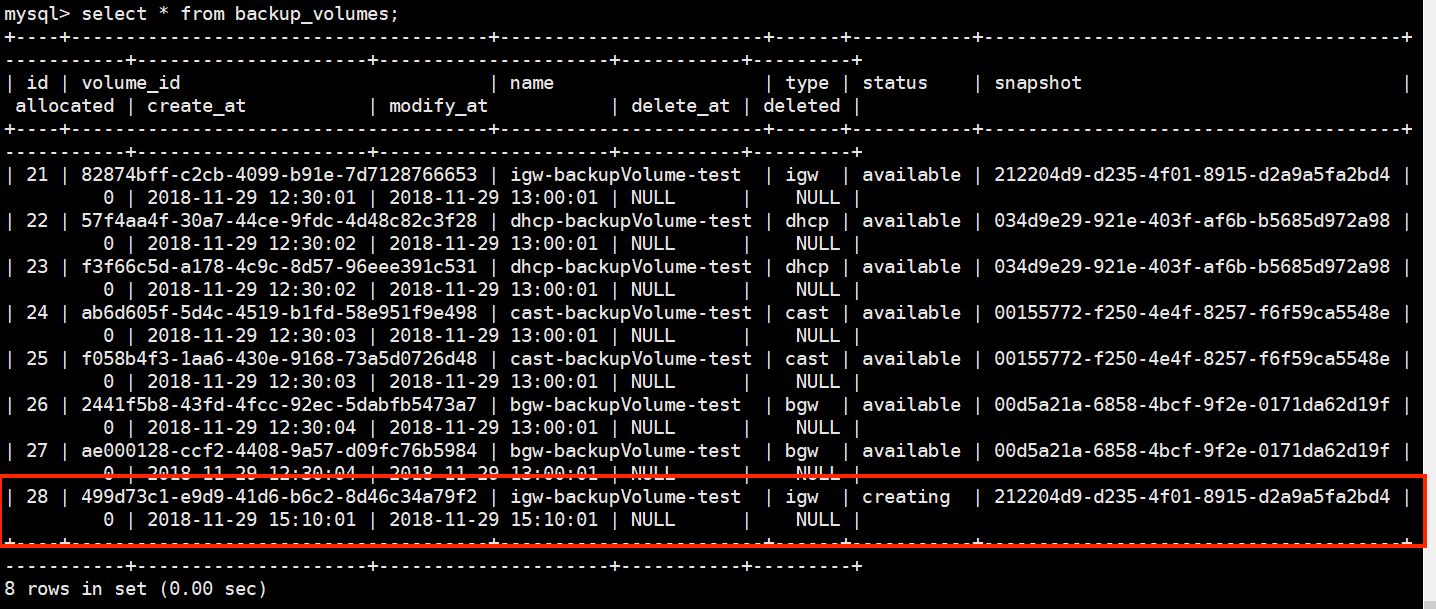 mysql> select * from backup_volumes;
+----+--------------------------------------+------------------------+------+-----------+--------------------------------------+
-----------+---------------------+---------------------+-----------+---------+
| id | volume_id                            | name                   | type | status    | snapshot                             |
 allocated | create_at           | modify_at           | delete_at | deleted |
+----+--------------------------------------+------------------------+------+-----------+--------------------------------------+
-----------+---------------------+---------------------+-----------+---------+
| 21 | 82874bff-c2cb-4099-b91e-7d7128766653 | igw-backupVolume-test  | igw  | available | 212204d9-d235-4f01-8915-d2a9a5fa2bd4 |
         0 | 2018-11-29 12:30:01 | 2018-11-29 13:00:01 | NULL      |    NULL |
| 22 | 57f4aa4f-30a7-44ce-9fdc-4d48c82c3f28 | dhcp-backupVolume-test | dhcp | available | 034d9e29-921e-403f-af6b-b5685d972a98 |
         0 | 2018-11-29 12:30:02 | 2018-11-29 13:00:01 | NULL      |    NULL |
| 23 | f3f66c5d-a178-4c9c-8d57-96eee391c531 | dhcp-backupVolume-test | dhcp | available | 034d9e29-921e-403f-af6b-b5685d972a98 |
         0 | 2018-11-29 12:30:02 | 2018-11-29 13:00:01 | NULL      |    NULL |
| 24 | ab6d605f-5d4c-4519-b1fd-58e951f9e498 | cast-backupVolume-test | cast | available | 00155772-f250-4e4f-8257-f6f59ca5548e |
         0 | 2018-11-29 12:30:03 | 2018-11-29 13:00:01 | NULL      |    NULL |
| 25 | f058b4f3-1aa6-430e-9168-73a5d0726d48 | cast-backupVolume-test | cast | available | 00155772-f250-4e4f-8257-f6f59ca5548e |
         0 | 2018-11-29 12:30:03 | 2018-11-29 13:00:01 | NULL      |    NULL |
| 26 | 2441f5b8-43fd-4fcc-92ec-5dabfb5473a7 | bgw-backupVolume-test  | bgw  | available | 00d5a21a-6858-4bcf-9f2e-0171da62d19f |
         0 | 2018-11-29 12:30:04 | 2018-11-29 13:00:01 | NULL      |    NULL |
| 27 | ae000128-ccf2-4408-9a57-d09fc76b5984 | bgw-backupVolume-test  | bgw  | available | 00d5a21a-6858-4bcf-9f2e-0171da62d19f |
         0 | 2018-11-29 12:30:04 | 2018-11-29 13:00:01 | NULL      |    NULL |
| 28 | 499d73c1-e9d9-41d6-b6c2-8d46c34a79f2 | igw-backupVolume-test  | igw  | creating  | 212204d9-d235-4f01-8915-d2a9a5fa2bd4 |
         0 | 2018-11-29 15:10:01 | 2018-11-29 15:10:01 | NULL      |    NULL |
+----+--------------------------------------+------------------------+------+-----------+--------------------------------------+
-----------+---------------------+---------------------+-----------+---------+
8 rows in set (0.00 sec)